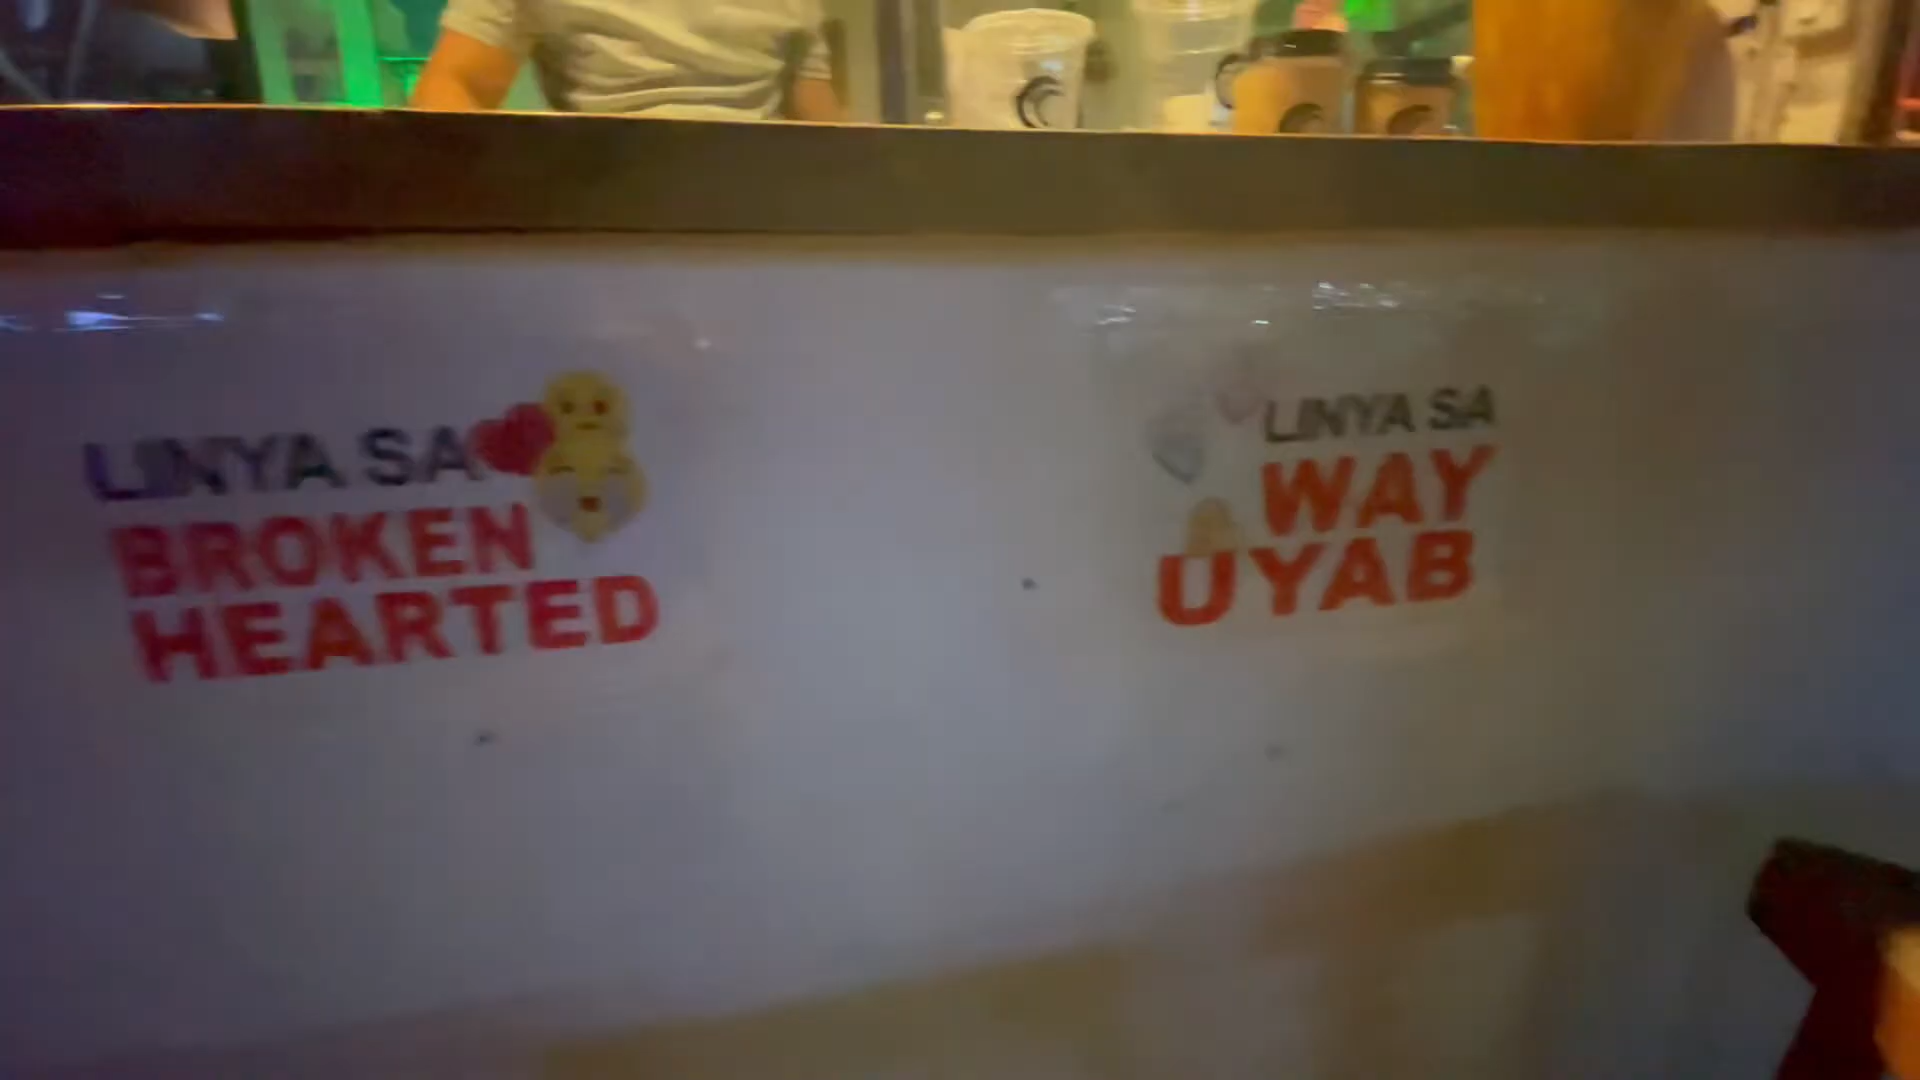 LINYA SA
BROKEN
HEARTED
LINYA SA
WAY
UYAB